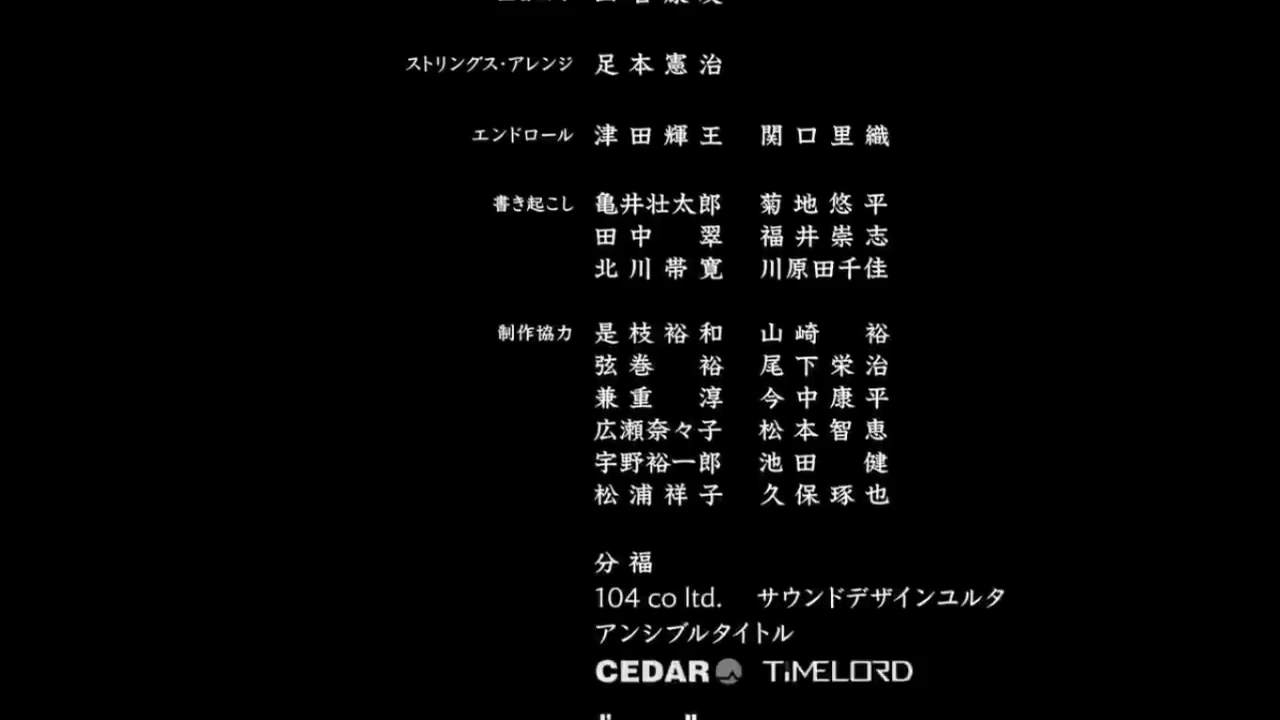 ストリングス・アレンジ 足本憲治
エンドロール 津田輝王 関口里織
書き起こし 亀井壮太郎 菊地悠平
田中 翠 福井崇志
北川帯寛 川原田千佳
制作協力 是枝裕和 山崎 裕
弦巻 裕 尾下栄治
兼重 淳 今中康平
広瀬奈々子 松本智恵
宇野裕一郎 池田 健
松浦祥子 久保琢也
分福
104 co ltd. サウンドデザインユルタ
アンシブルタイトル
CEDAR TiMELORD